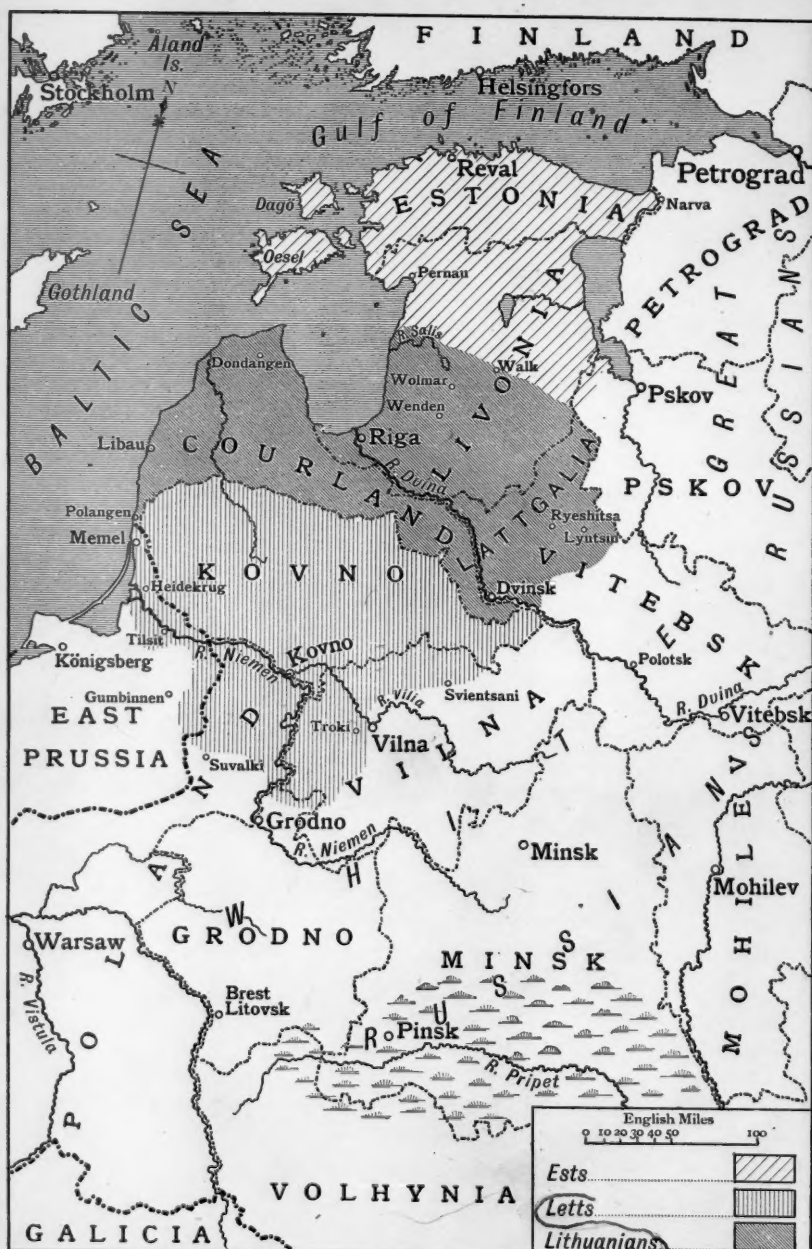 FINLAND
Åland
Is.
Stockholm
N
Helsingfors
Gulf of Finland
Petrograd
Reval
ESTONIA
Narva
Dagö
Oesel
Gothland
BALTIC SEA
PETROGRAD
GREAT RUSSIANS
Pernau
R. Salis
Walk
LIVONIA
Dondangen
Wolmar
Wenden
Pskov
PSKOV
Libau
COURLAND
Riga
R. Duina
LATTGALIA
Ryeshitsa
Lyutsin
Polangen
Memel
KOVNO
Heidekrug
Dvinsk
VITEBSK
Tilsit
R. Niemen
Kovno
Königsberg
Polotsk
Gumbinnen
R. Vilia
Svientsani
R. Duina
Vitebsk
EAST
PRUSSIA
Troki
Vilna
VILNA
Suvalki
Grodno
R. Niemen
Minsk
Mohilev
MOHILEV
WHITE RUSSIANS
GRODNO
Warsaw
POLAND
R. Vistula
MINSK
Brest
Litovsk
Pinsk
R. Pripet
VOLHYNIA
GALICIA
English Miles
0 10 20 30 40 50 100
Ests
Letts
Lithuanians